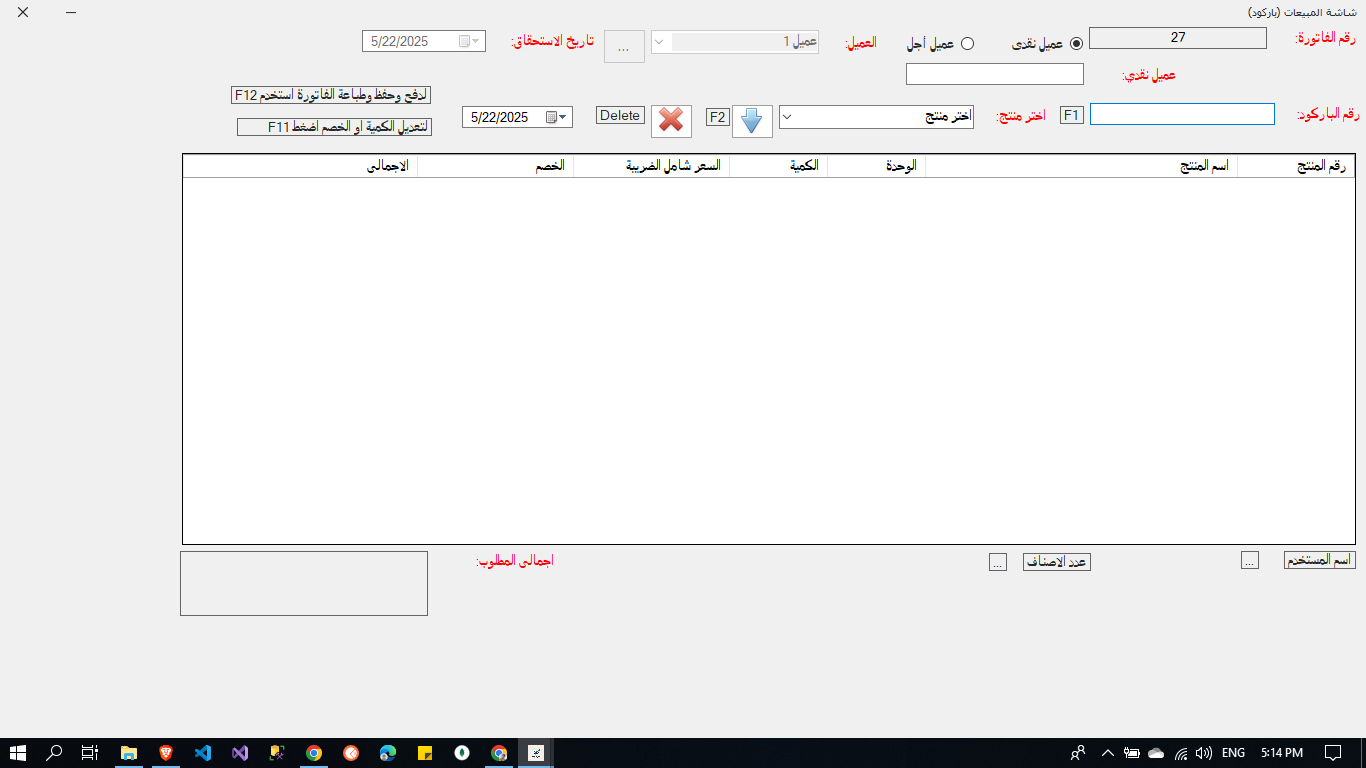 شاشة المبيعات (باركود)
رقم الفاتورة: 27 عميل نقدى عميل أجل العميل: عميل 1 ... تاريخ الاستحقاق: 5/22/2025
عميل نقدي:
لدفع وحفظ وطباعة الفاتورة استخدم F12
رقم الباركود: F1 اختر منتج: اختر منتج F2 Delete 5/22/2025
لتعديل الكمية او الخصم اضغط F11
رقم المنتج اسم المنتج الوحدة الكمية السعر شامل الضريبة الخصم الاجمالى
اسم المستخدم ... عدد الاصناف ... اجمالى المطلوب:
ENG 5:14 PM